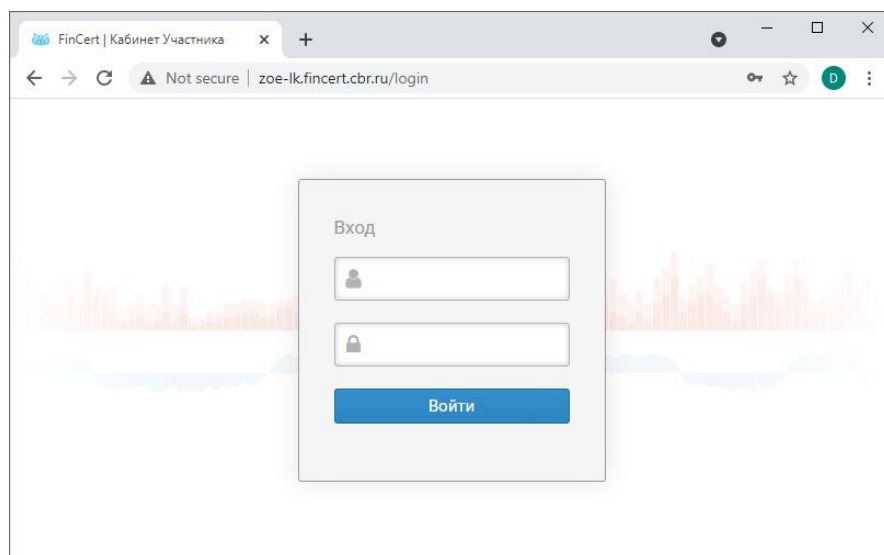 FinCert | Кабинет Участника
Not secure | zoe-lk.fincert.cbr.ru/login
D
Вход
Войти